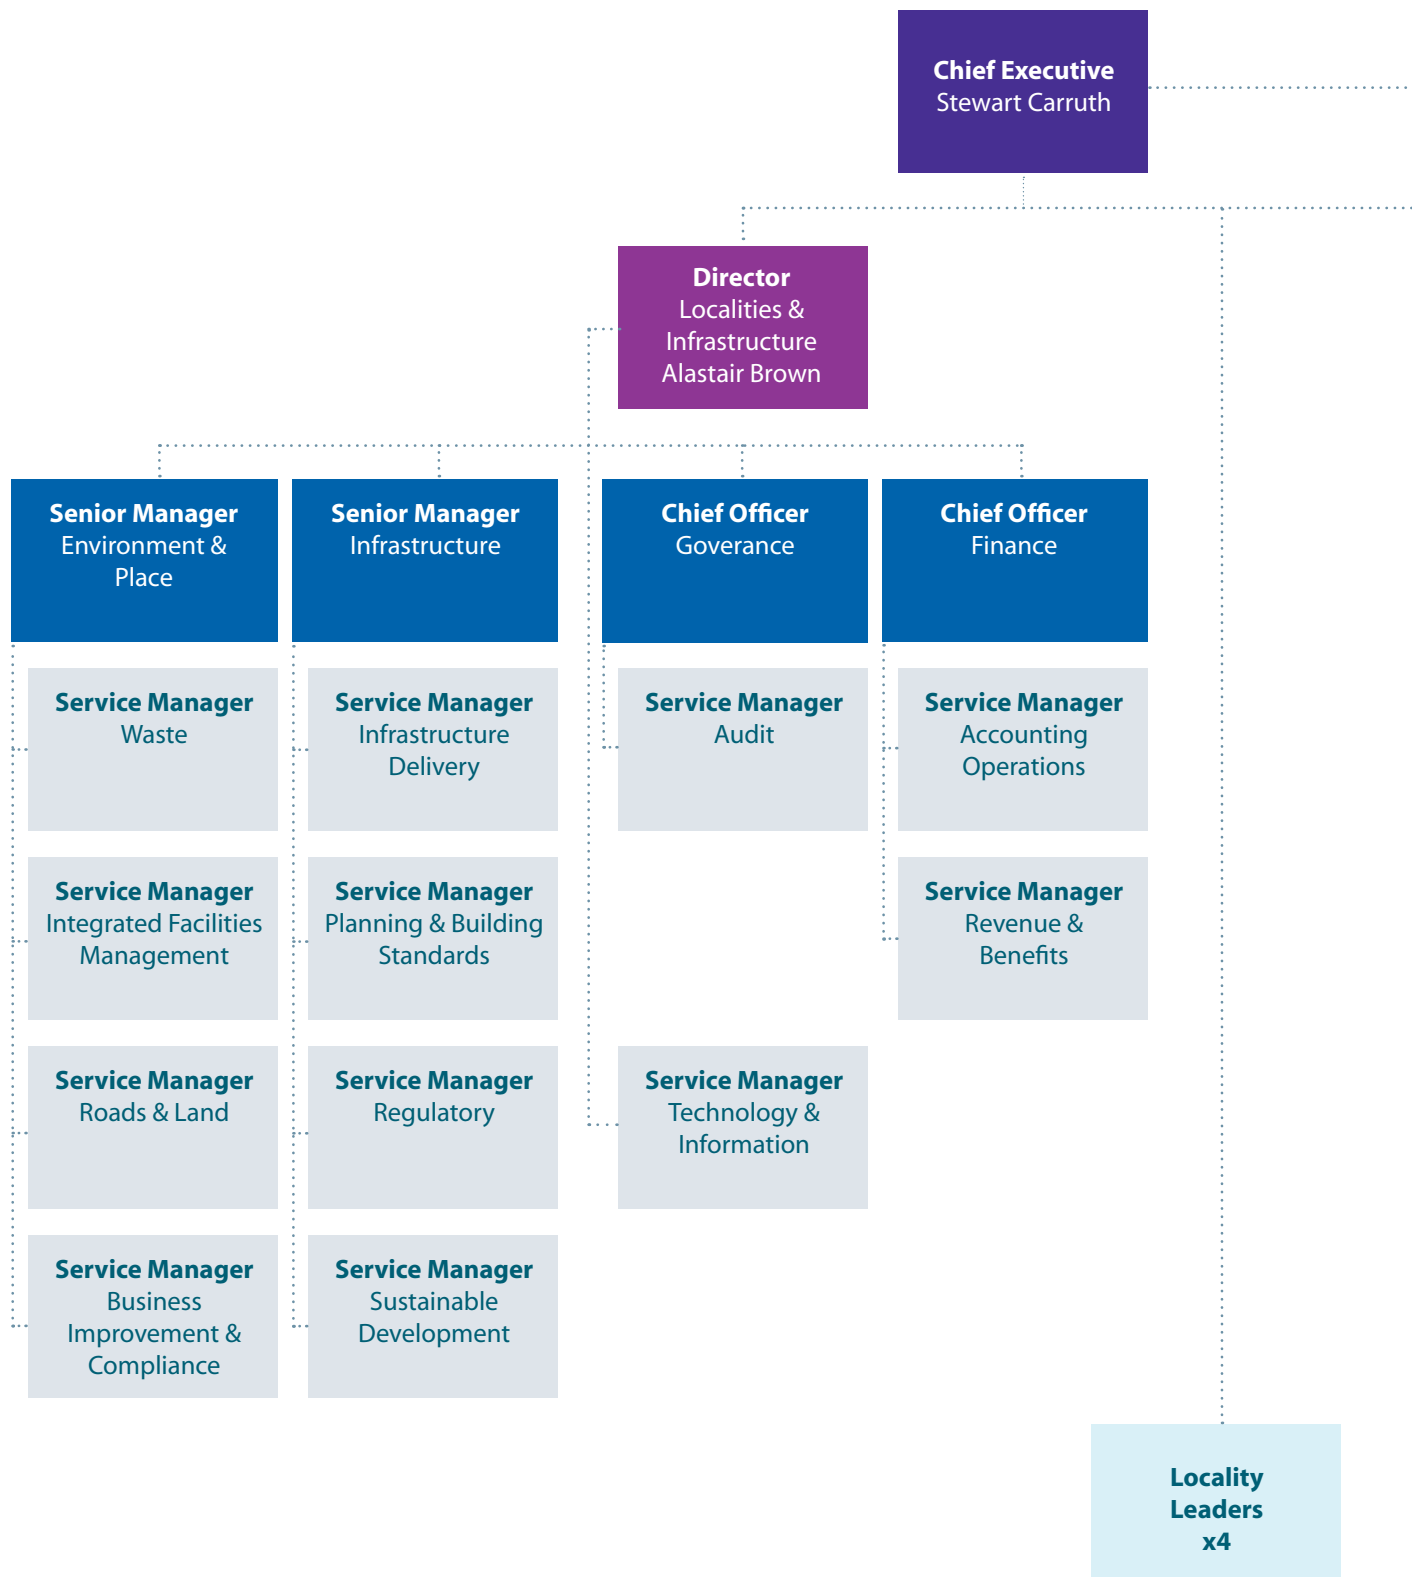 Chief Executive
Stewart Carruth
Director
Localities &
Infrastructure
Alastair Brown
Senior Manager
Environment &
Place
Senior Manager
Infrastructure
Chief Officer
Goverance
Chief Officer
Finance
Service Manager
Waste
Service Manager
Infrastructure
Delivery
Service Manager
Audit
Service Manager
Accounting
Operations
Service Manager
Integrated Facilities
Management
Service Manager
Planning & Building
Standards
Service Manager
Revenue &
Benefits
Service Manager
Roads & Land
Service Manager
Regulatory
Service Manager
Technology &
Information
Service Manager
Business
Improvement &
Compliance
Service Manager
Sustainable
Development
Locality
Leaders
x4